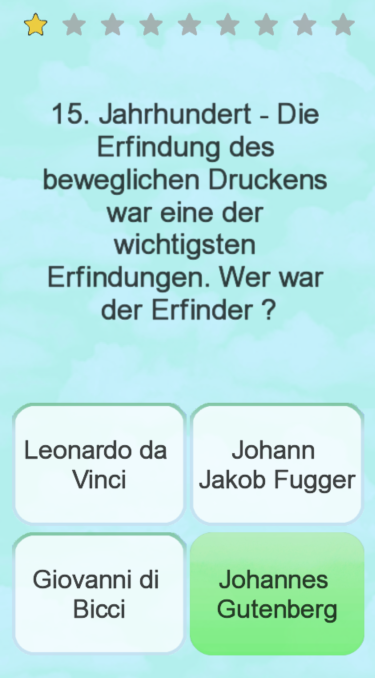 15. Jahrhundert - Die
Erfindung des
beweglichen Druckens
war eine der
wichtigsten
Erfindungen. Wer war
der Erfinder ?
Leonardo da
Vinci
Johann
Jakob Fugger
Giovanni di
Bicci
Johannes
Gutenberg